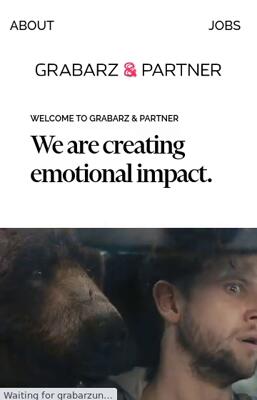 ABOUT JOBS
GRABARZ & PARTNER
WELCOME TO GRABARZ & PARTNER
We are creating
emotional impact.
Waiting for grabarzun...